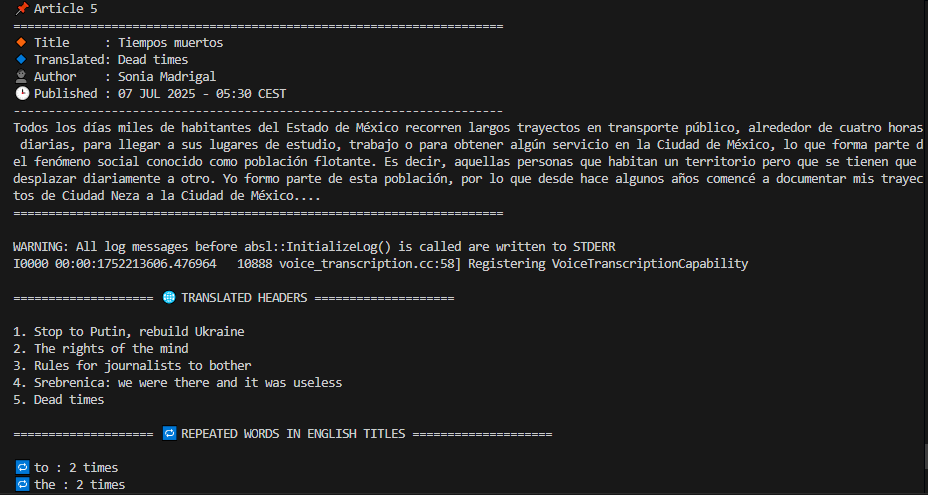 📌 Article 5
======================================================================
🔶 Title     : Tiempos muertos
🔷 Translated: Dead times
👤 Author    : Sonia Madrigal
🕒 Published : 07 JUL 2025 - 05:30 CEST
----------------------------------------------------------------------
Todos los días miles de habitantes del Estado de México recorren largos trayectos en transporte público, alrededor de cuatro horas
 diarias, para llegar a sus lugares de estudio, trabajo o para obtener algún servicio en la Ciudad de México, lo que forma parte d
el fenómeno social conocido como población flotante. Es decir, aquellas personas que habitan un territorio pero que se tienen que
desplazar diariamente a otro. Yo formo parte de esta población, por lo que desde hace algunos años comencé a documentar mis trayec
tos de Ciudad Neza a la Ciudad de México....
======================================================================
WARNING: All log messages before absl::InitializeLog() is called are written to STDERR
I0000 00:00:1752213606.476964   10888 voice_transcription.cc:58] Registering VoiceTranscriptionCapability
==================== 🌐 TRANSLATED HEADERS ====================
1. Stop to Putin, rebuild Ukraine
2. The rights of the mind
3. Rules for journalists to bother
4. Srebrenica: we were there and it was useless
5. Dead times
==================== 🔁 REPEATED WORDS IN ENGLISH TITLES ====================
🔁 to : 2 times
🔁 the : 2 times